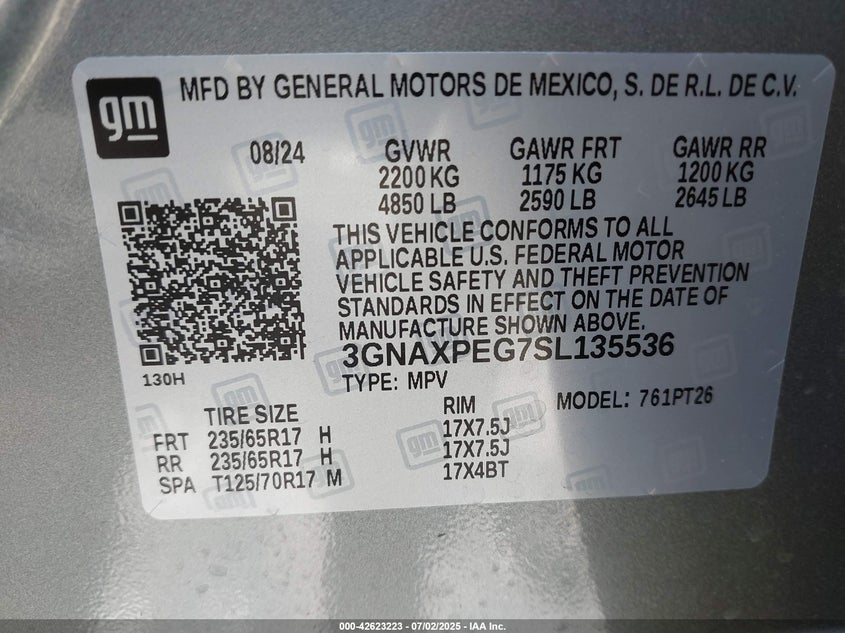 gm
MFD BY GENERAL MOTORS DE MEXICO, S. DE R.L. DE C.V.
08/24 GVWR GAWR FRT GAWR RR
2200 KG 1175 KG 1200 KG
4850 LB 2590 LB 2645 LB
THIS VEHICLE CONFORMS TO ALL
APPLICABLE U.S. FEDERAL MOTOR
VEHICLE SAFETY AND THEFT PREVENTION
STANDARDS IN EFFECT ON THE DATE OF
MANUFACTURE SHOWN ABOVE.
3GNAXPEG7SL135536
130H
TYPE: MPV MODEL: 761PT26
TIRE SIZE RIM
FRT 235/65R17 H 17X7.5J
RR 235/65R17 H 17X7.5J
SPA T125/70R17 M 17X4BT
000-42623223 - 07/02/2025 - IAA Inc.